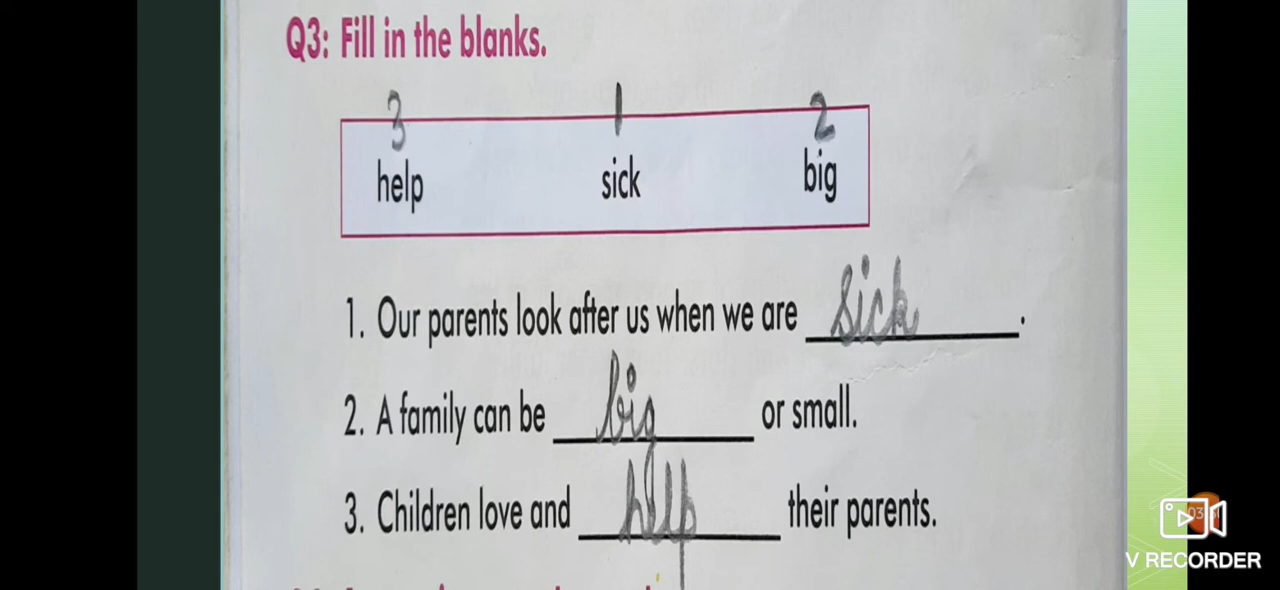 Q3: Fill in the blanks.
3 1 2
help sick big
1. Our parents look after us when we are sick.
2. A family can be big or small.
3. Children love and help their parents.
V RECORDER